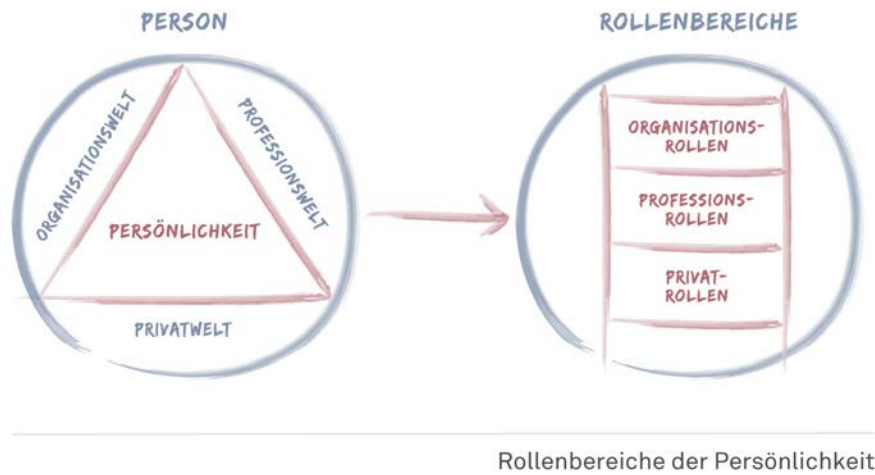 PERSON
ORGANISATIONSWELT
PROFESSIONSWELT
PERSÖNLICHKEIT
PRIVATWELT
ROLLENBEREICHE
ORGANISATIONS-
ROLLEN
PROFESSIONS-
ROLLEN
PRIVAT-
ROLLEN
Rollenbereiche der Persönlichkeit